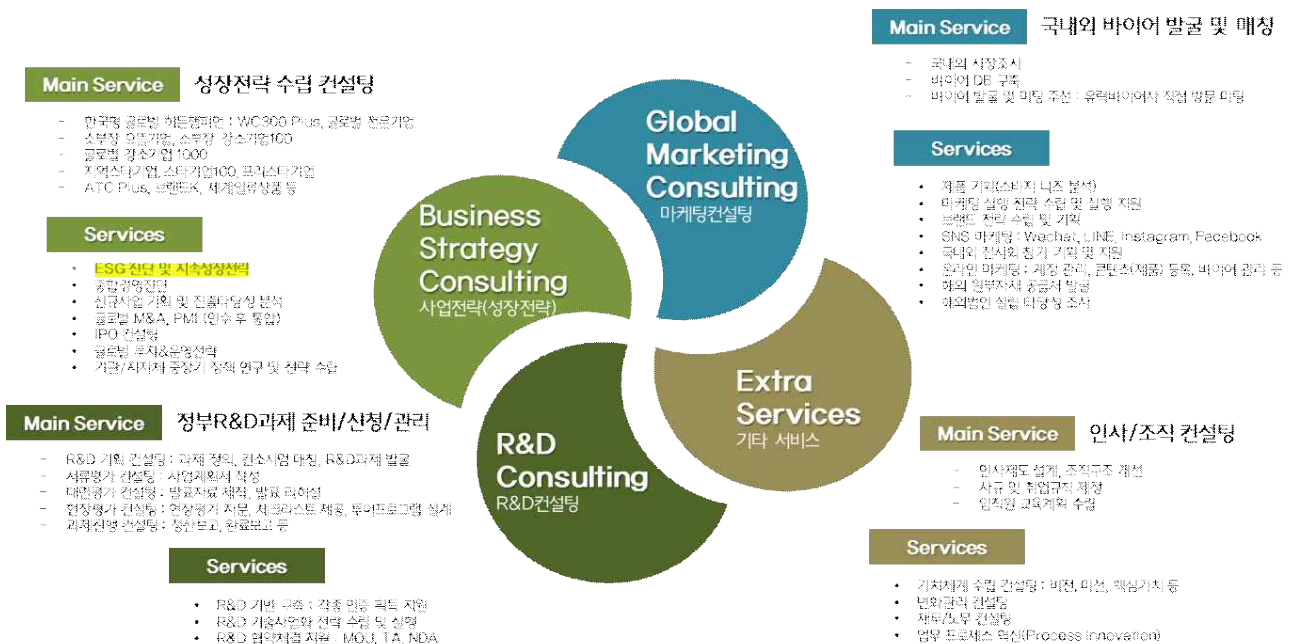 Main Service 성장전략 수립 컨설팅
- 한국형 글로벌 히든챔피언 : WC300 Plus, 글로벌 전문기업
- 소부장 으뜸기업, 소부장 강소기업100
- 글로벌 강소기업 1000
- 지역스타기업, 스타기업100, 프리스타기업
- ATC Plus, 브랜드K, 세계일류상품 등
Services
• ESG 진단 및 지속성장전략
• 종합경영진단
• 신규사업 기획 및 진출타당성 분석
• 글로벌 M&A, PMI (인수 후 통합)
• IPO 컨설팅
• 글로벌 투자&운영전략
• 기관/지자체 중장기 정책 연구 및 전략 수립
Business
Strategy
Consulting
사업전략(성장전략)
Global
Marketing
Consulting
마케팅컨설팅
Main Service 국내외 바이어 발굴 및 매칭
- 국내외 시장조사
- 바이어 DB 구축
- 바이어 발굴 및 미팅 주선 : 유력바이어사 직접 방문 미팅
Services
• 제품 기획(소비자 니즈 분석)
• 마케팅 실행 전략 수립 및 실행 지원
• 브랜드 전략 수립 및 기획
• SNS 마케팅 : Wechat, LINE, Instagram, Facebook
• 국내외 전시회 참가 기획 및 지원
• 온라인 마케팅 : 계정 관리, 콘텐츠(제품) 등록, 바이어 관리 등
• 해외 원부자재 공급처 발굴
• 해외법인 설립 타당성 조사
Main Service 정부R&D과제 준비/신청/관리
- R&D 기획 컨설팅 : 과제 정의, 컨소시엄 매칭, R&D과제 발굴
- 서류평가 컨설팅 : 사업계획서 작성
- 대면평가 컨설팅 : 발표자료 제작, 발표 리허설
- 현장평가 컨설팅 : 현장평가 자문, 체크리스트 제공, 투어프로그램 설계
- 과제진행 컨설팅 : 정산보고, 완료보고 등
Services
• R&D 기반 구축 : 각종 인증 획득 지원
• R&D 기술사업화 전략 수립 및 실행
• R&D 협약체결 지원 : MOU, TA, NDA
R&D
Consulting
R&D컨설팅
Extra
Services
기타 서비스
Main Service 인사/조직 컨설팅
- 인사제도 설계, 조직구조 개선
- 사규 및 취업규칙 제정
- 임직원 교육계획 수립
Services
• 가치체계 수립 컨설팅 : 비전, 미션, 핵심가치 등
• 변화관리 컨설팅
• 재무/노무 컨설팅
• 업무 프로세스 혁신(Process Innovation)